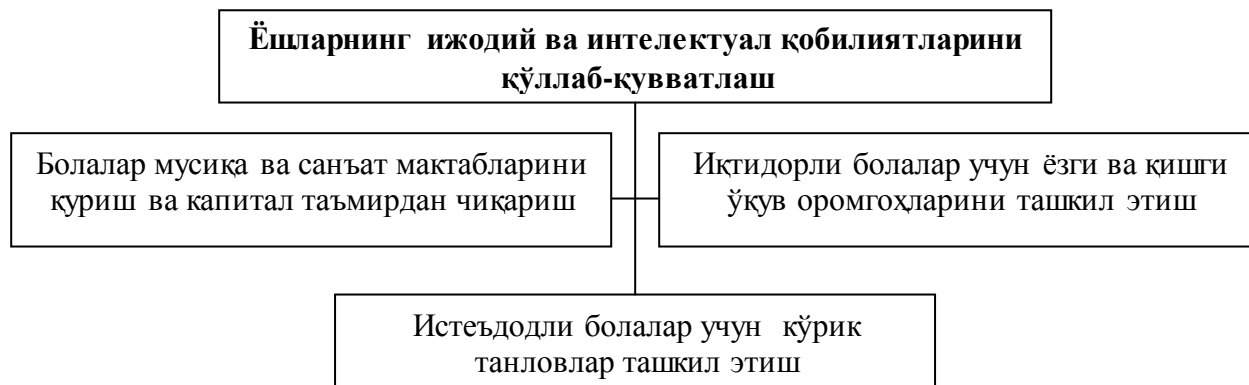 Ёшларнинг ижодий ва интелектуал қобилиятларини
қўллаб-қувватлаш
Болалар мусиқа ва санъат мактабларини
қуриш ва капитал таъмирдан чиқариш
Иқтидорли болалар учун ёзги ва қишги
ўқув оромгоҳларини ташкил этиш
Истеъдодли болалар учун кўрик
танловлар ташкил этиш